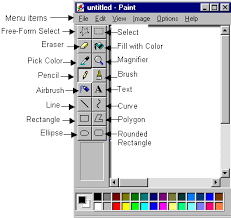 untitled - Paint
Menu items
File Edit View Image Options Help
Free-Form Select
Select
Eraser
Fill with Color
Pick Color
Magnifier
Pencil
Brush
Airbrush
A
Text
Line
Curve
Rectangle
Polygon
Ellipse
Rounded
Rectangle